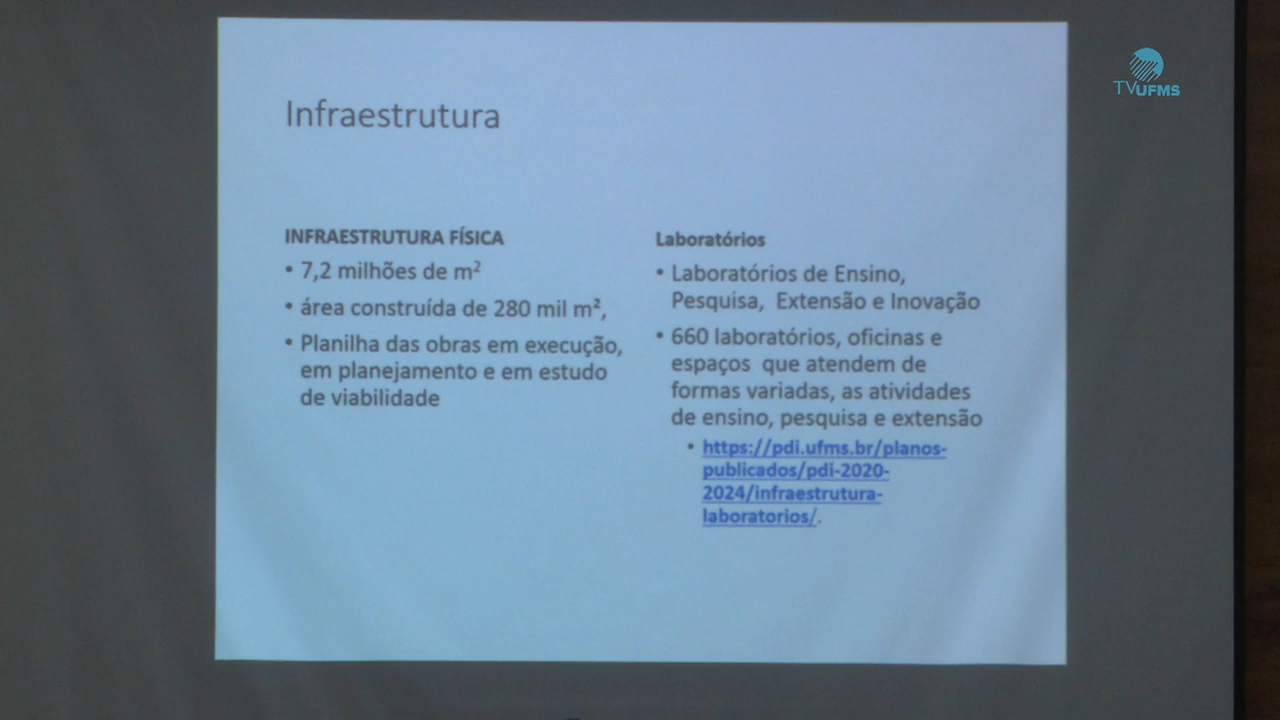 TVUFMS
Infraestrutura
INFRAESTRUTURA FÍSICA
• 7,2 milhões de m²
• área construída de 280 mil m²,
• Planilha das obras em execução,
em planejamento e em estudo
de viabilidade
Laboratórios
• Laboratórios de Ensino,
Pesquisa, Extensão e Inovação
• 660 laboratórios, oficinas e
espaços que atendem de
formas variadas, as atividades
de ensino, pesquisa e extensão
• https://pdi.ufms.br/planos-
publicados/pdi-2020-
2024/infraestrutura-
laboratorios/.